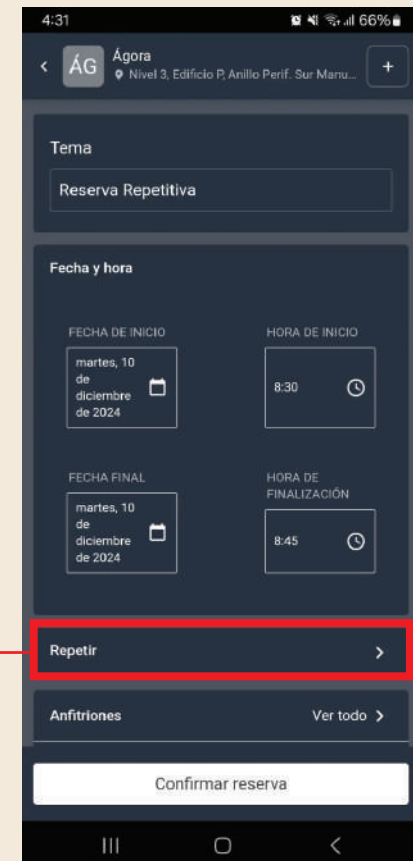 4:31
66%
ÁG
Ágora
Nivel 3, Edificio P, Anillo Perif. Sur Manu...
+
Tema
Reserva Repetitiva
Fecha y hora
FECHA DE INICIO
HORA DE INICIO
martes, 10
de
diciembre
de 2024
8:30
FECHA FINAL
HORA DE
FINALIZACIÓN
martes, 10
de
diciembre
de 2024
8:45
Repetir
Anfitriones
Ver todo
Confirmar reserva